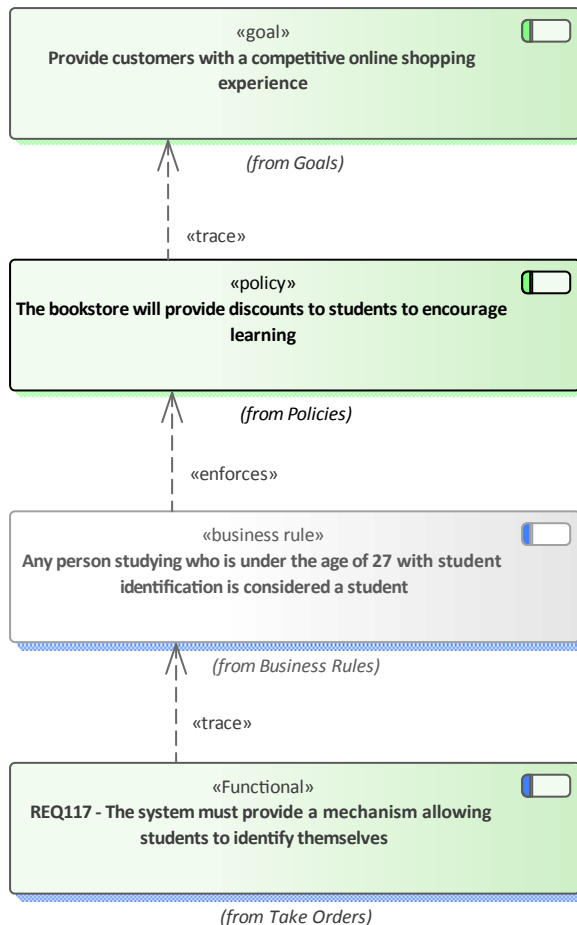 «goal»
Provide customers with a competitive online shopping
experience
(from Goals)
«trace»
«policy»
The bookstore will provide discounts to students to encourage
learning
(from Policies)
«enforces»
«business rule»
Any person studying who is under the age of 27 with student
identification is considered a student
(from Business Rules)
«trace»
«Functional»
REQ117 - The system must provide a mechanism allowing
students to identify themselves
(from Take Orders)